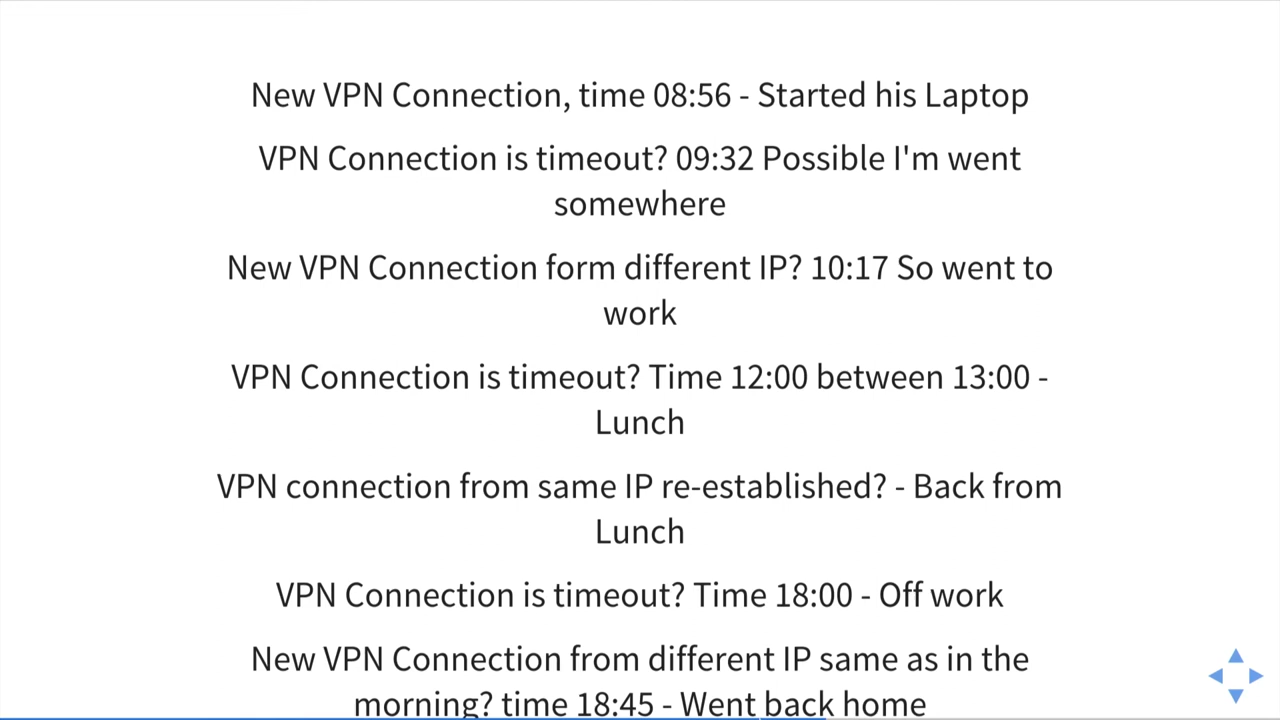 New VPN Connection, time 08:56 - Started his Laptop
VPN Connection is timeout? 09:32 Possible I'm went
somewhere
New VPN Connection form different IP? 10:17 So went to
work
VPN Connection is timeout? Time 12:00 between 13:00 -
Lunch
VPN connection from same IP re-established? - Back from
Lunch
VPN Connection is timeout? Time 18:00 - Off work
New VPN Connection from different IP same as in the
morning? time 18:45 - Went back home